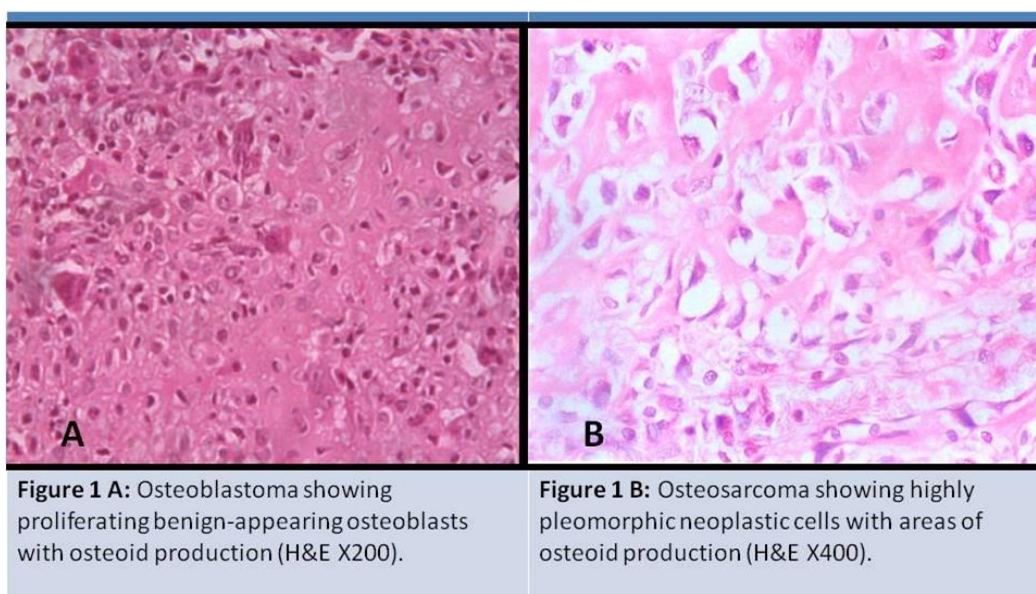 A
B
Figure 1 A: Osteoblastoma showing
proliferating benign-appearing osteoblasts
with osteoid production (H&E X200).
Figure 1 B: Osteosarcoma showing highly
pleomorphic neoplastic cells with areas of
osteoid production (H&E X400).